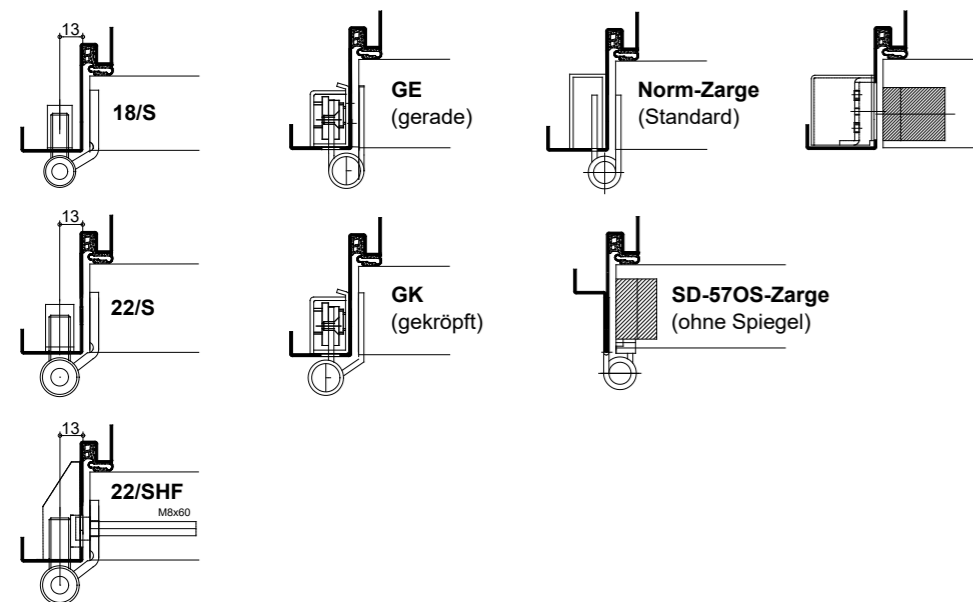 13
18/S
GE
(gerade)
Norm-Zarge
(Standard)
13
22/S
GK
(gekröpft)
SD-57OS-Zarge
(ohne Spiegel)
13
22/SHF
M8x60